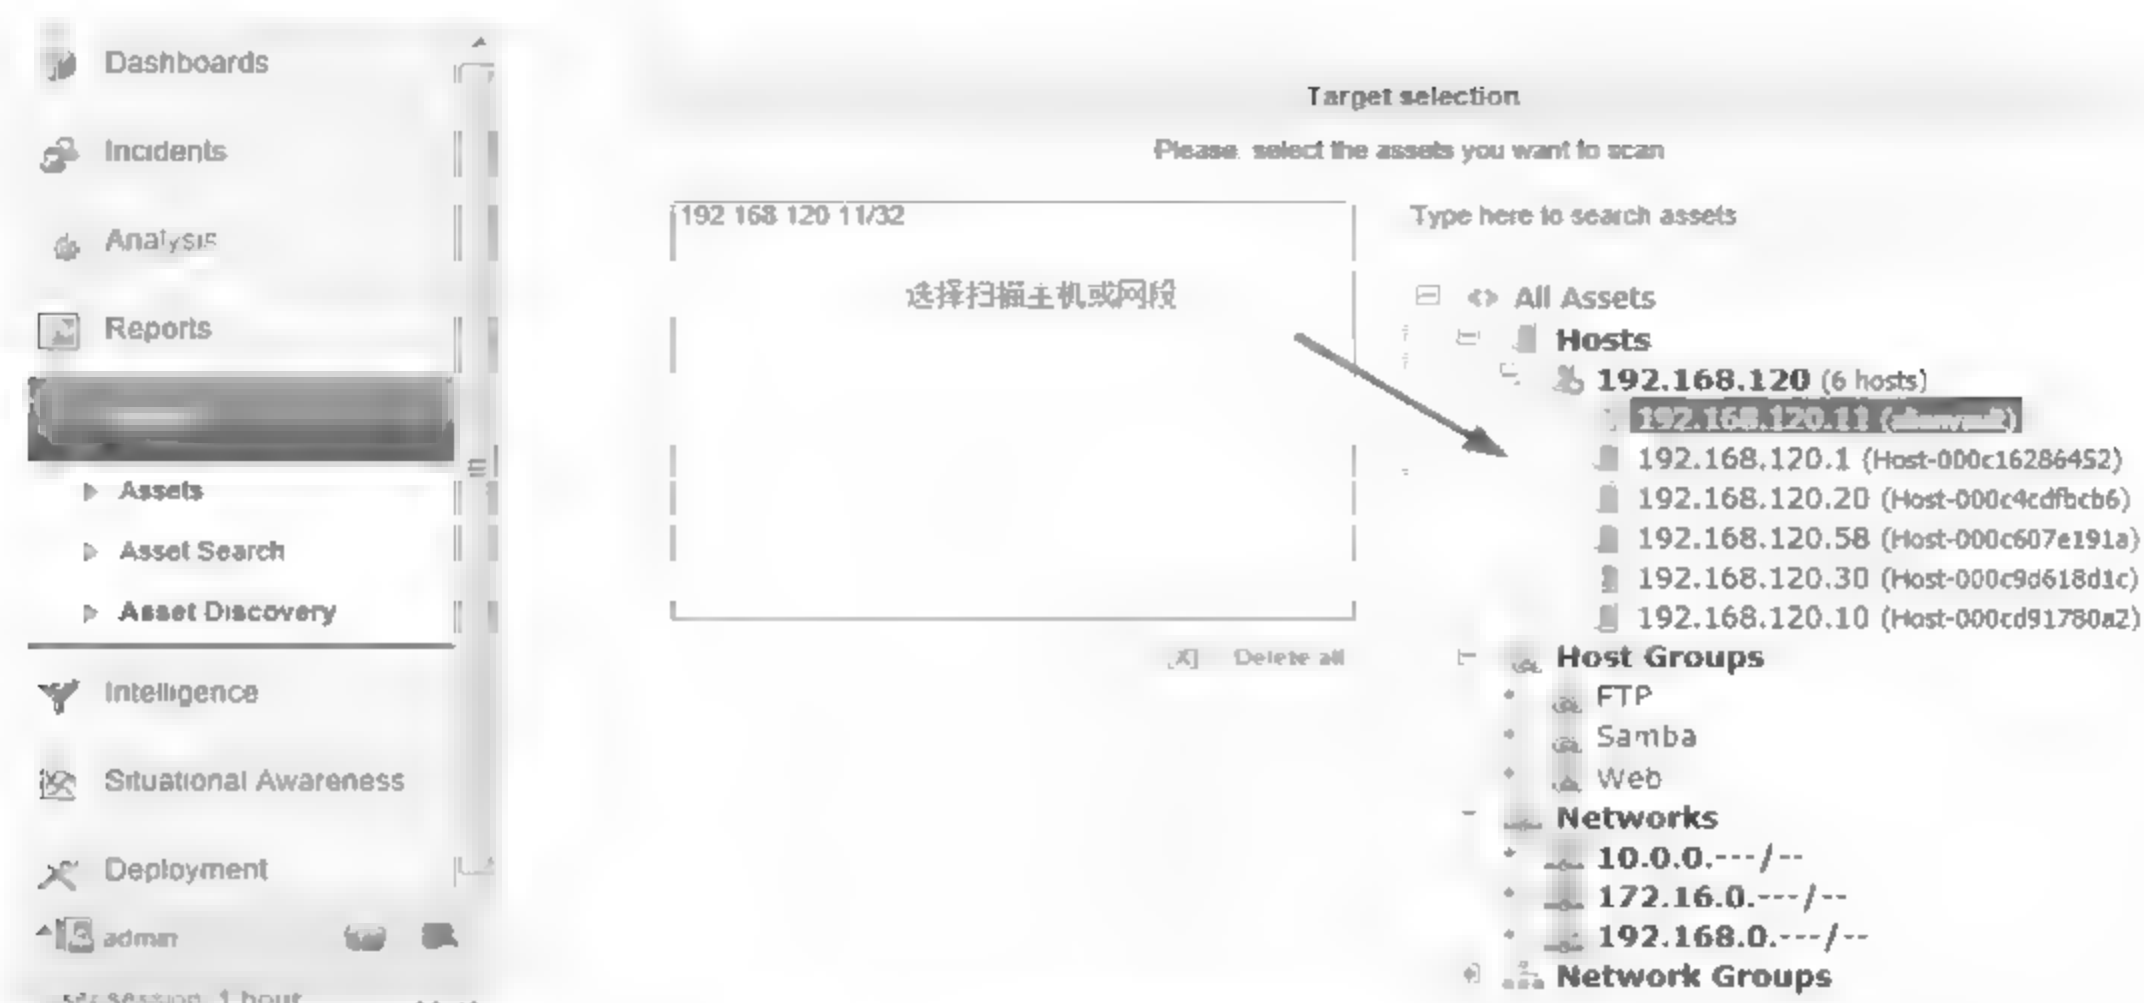 Dashboards
Incidents
Analysis
Reports
Assets
Asset Search
Asset Discovery
Intelligence
Situational Awareness
Deployment
admin
session 1 hour
Target selection
Please select the assets you want to scan
192 168 120 11/32
选择扫描主机或网段
[X] Delete all
Type here to search assets
All Assets
Hosts
192.168.120 (6 hosts)
192.168.120.11
192.168.120.1 (Host-000c16286452)
192.168.120.20 (Host-000c4cdfbcb6)
192.168.120.58 (Host-000c607e191a)
192.168.120.30 (Host-000c9d618d1c)
192.168.120.10 (Host-000cd91780a2)
Host Groups
FTP
Samba
Web
Networks
10.0.0.---/--
172.16.0.---/--
192.168.0.---/--
Network Groups